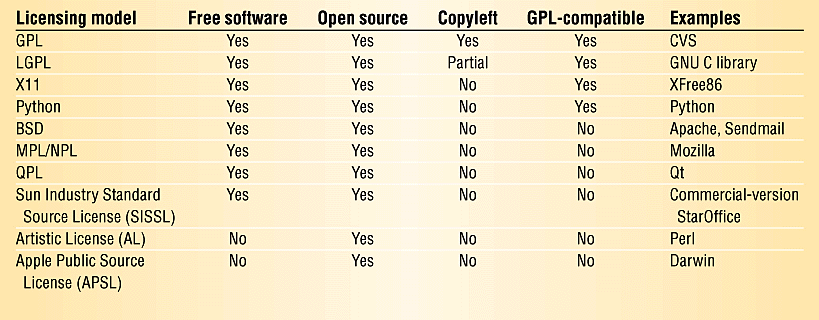 Licensing model Free software Open source Copyleft GPL-compatible Examples
GPL Yes Yes Yes Yes CVS
LGPL Yes Yes Partial Yes GNU C library
X11 Yes Yes No Yes XFree86
Python Yes Yes No Yes Python
BSD Yes Yes No No Apache, Sendmail
MPL/NPL Yes Yes No No Mozilla
QPL Yes Yes No No Qt
Sun Industry Standard Yes Yes No No Commercial-version
Source License (SISSL) StarOffice
Artistic License (AL) No Yes No No Perl
Apple Public Source No Yes No No Darwin
License (APSL)